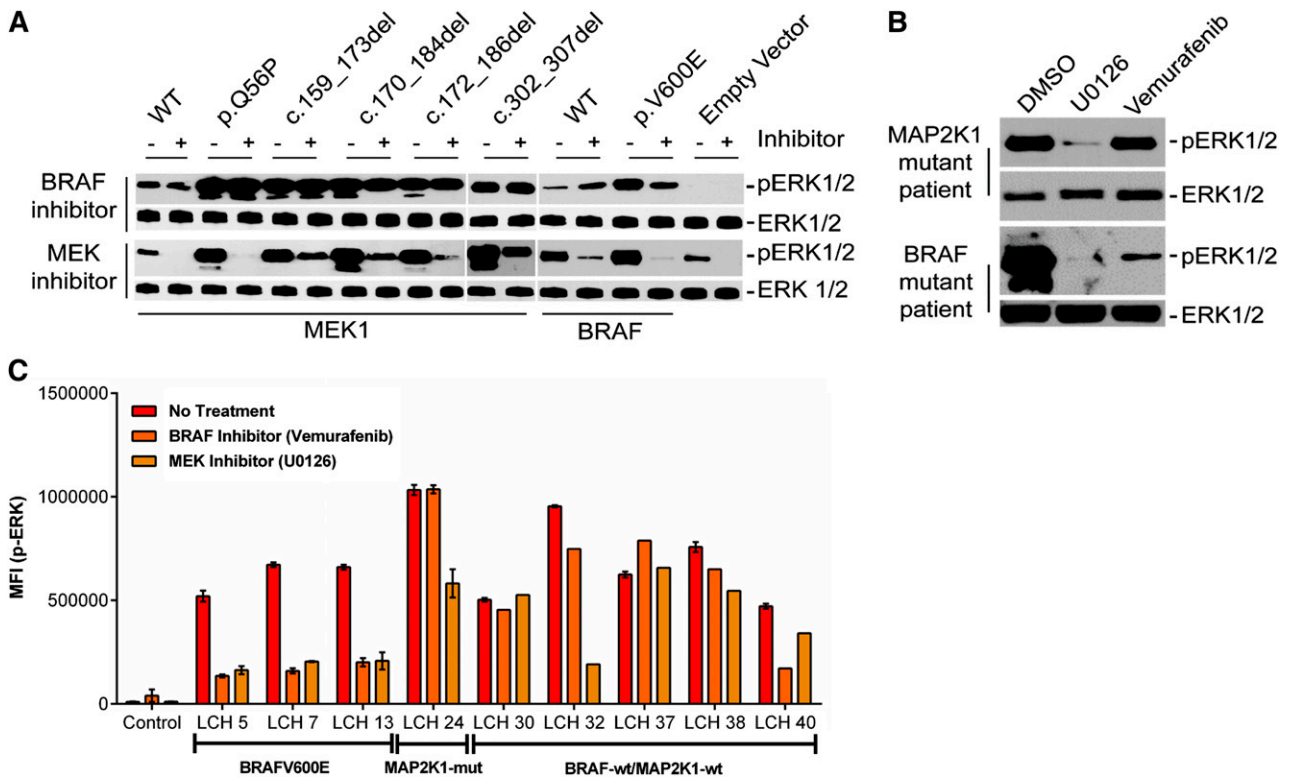 A
WT
p.Q56P
c.159_173del
c.170_184del
c.172_186del
c.302_307del
WT
p.V600E
Empty Vector
- + - + - + - + - + - + - + - + - + Inhibitor
BRAF inhibitor
-pERK1/2
-ERK1/2
MEK inhibitor
-pERK1/2
-ERK 1/2
MEK1
BRAF
B
DMSO
U0126
Vemurafenib
MAP2K1 mutant patient
-pERK1/2
-ERK1/2
BRAF mutant patient
-pERK1/2
-ERK1/2
C
MFI (p-ERK)
1500000
1000000
500000
0
No Treatment
BRAF Inhibitor (Vemurafenib)
MEK Inhibitor (U0126)
Control LCH 5 LCH 7 LCH 13 LCH 24 LCH 30 LCH 32 LCH 37 LCH 38 LCH 40
BRAFV600E MAP2K1-mut BRAF-wt/MAP2K1-wt